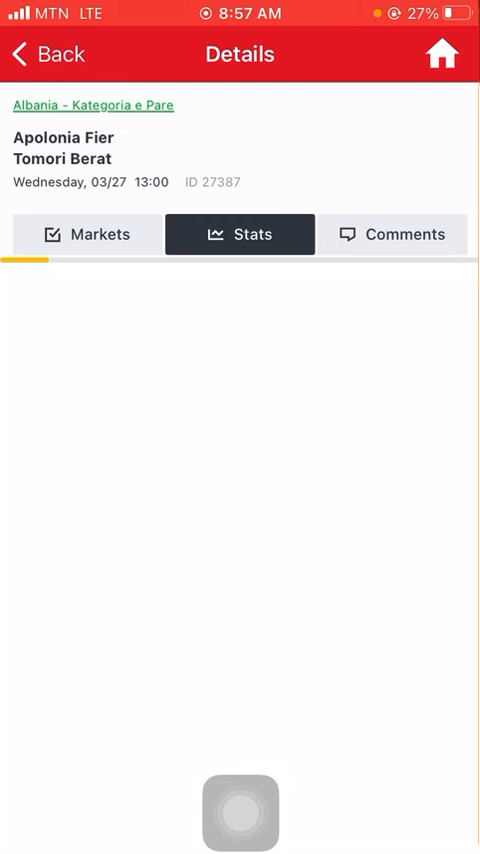 MTN LTE 8:57 AM 27%
Back Details
Albania - Kategoria e Pare
Apolonia Fier
Tomori Berat
Wednesday, 03/27 13:00 ID 27387
Markets Stats Comments